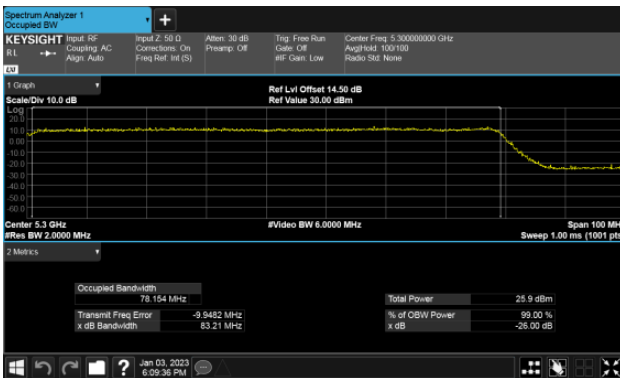 Spectrum Analyzer 1
Occupied BW
+
KEYSIGHT Input: RF Input Z: 50 Ω Atten: 30 dB Trig: Free Run Center Freq: 5.300000000 GHz
RL Coupling: AC Corrections: On Preamp: Off Gate: Off Avg|Hold: 100/100
Align: Auto Freq Ref: Int (S) #IF Gain: Low Radio Std: None
LXI
1 Graph
Ref Lvl Offset 14.50 dB
Scale/Div 10.0 dB Ref Value 30.00 dBm
Log
20.0
10.0
0.00
-10.0
-20.0
-30.0
-40.0
-50.0
-60.0
Center 5.3 GHz #Video BW 6.0000 MHz Span 100 MH
#Res BW 2.0000 MHz Sweep 1.00 ms (1001 pts
2 Metrics
Occupied Bandwidth
78.154 MHz Total Power 25.9 dBm
Transmit Freq Error -9.9482 MHz % of OBW Power 99.00 %
x dB Bandwidth 83.21 MHz x dB -26.00 dB
? Jan 03, 2023
6:09:36 PM